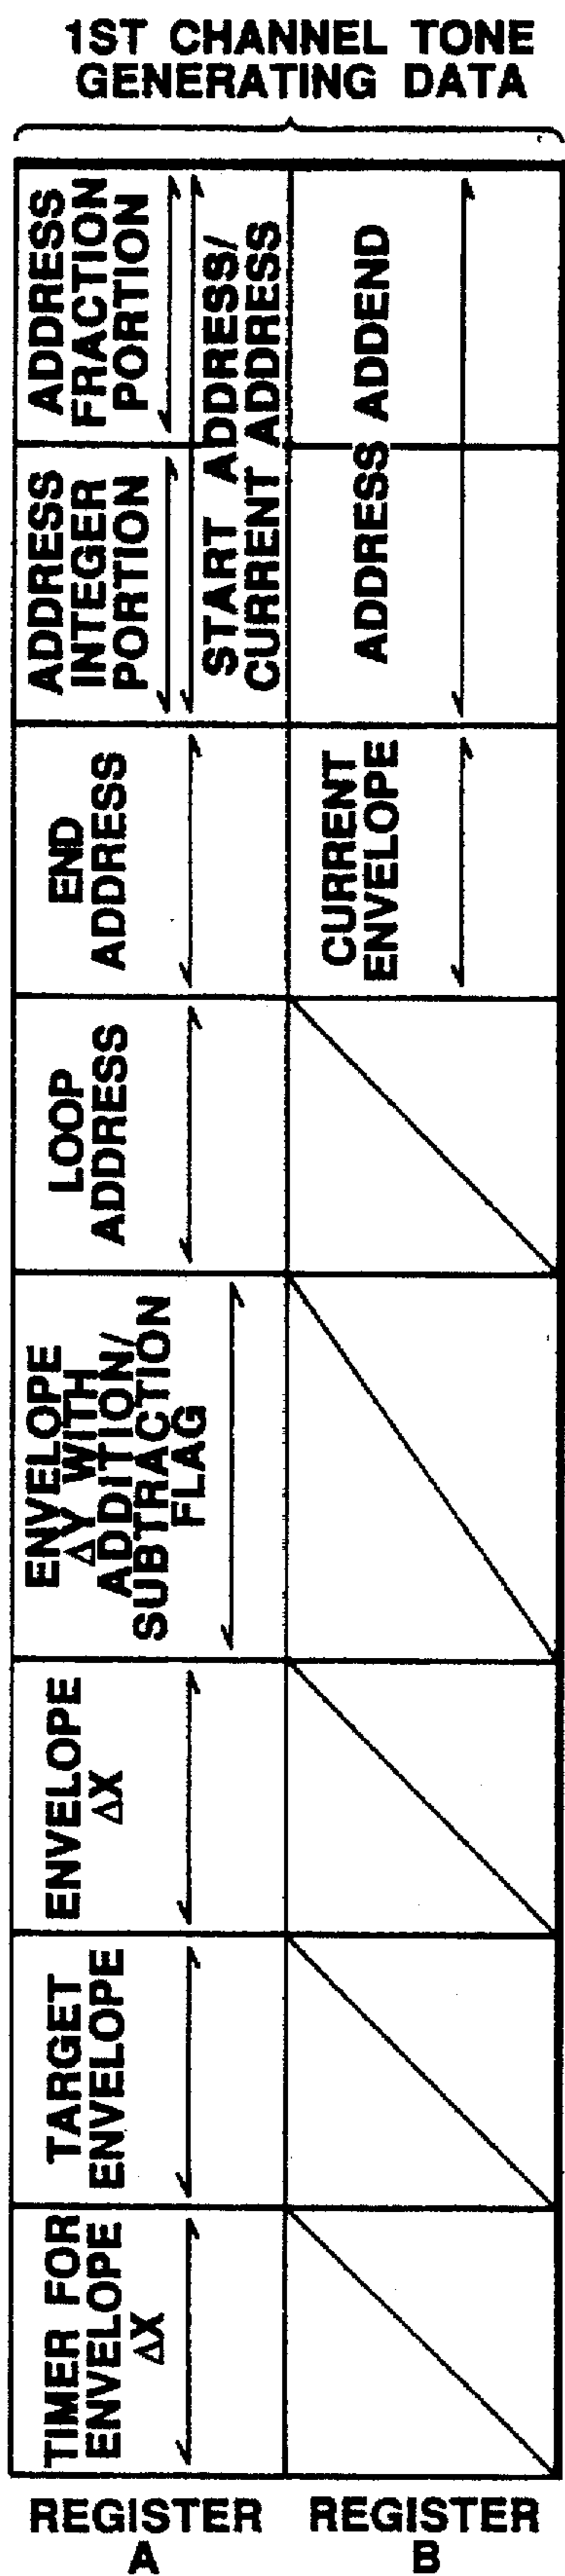 1ST CHANNEL TONE
GENERATING DATA
ADDRESS
FRACTION
PORTION
START ADDRESS/
CURRENT ADDRESS
ADDRESS ADDEND
ADDRESS
INTEGER
PORTION
END
ADDRESS
CURRENT
ENVELOPE
LOOP
ADDRESS
ENVELOPE
ΔY WITH
ADDITION/
SUBTRACTION
FLAG
ENVELOPE
ΔX
TARGET
ENVELOPE
TIMER FOR
ENVELOPE
ΔX
REGISTER
A
REGISTER
B